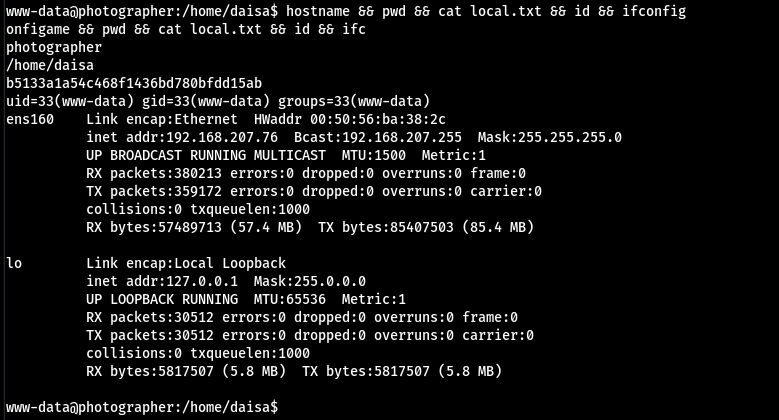 www-data@photographer:/home/daisa$ hostname && pwd && cat local.txt && id && ifconfig
onfigame && pwd && cat local.txt && id && ifc
photographer
/home/daisa
b5133a1a54c468f1436bd780bfdd15ab
uid=33(www-data) gid=33(www-data) groups=33(www-data)
ens160    Link encap:Ethernet  HWaddr 00:50:56:ba:38:2c
          inet addr:192.168.207.76  Bcast:192.168.207.255  Mask:255.255.255.0
          UP BROADCAST RUNNING MULTICAST  MTU:1500  Metric:1
          RX packets:380213 errors:0 dropped:0 overruns:0 frame:0
          TX packets:359172 errors:0 dropped:0 overruns:0 carrier:0
          collisions:0 txqueuelen:1000
          RX bytes:57489713 (57.4 MB)  TX bytes:85407503 (85.4 MB)

lo        Link encap:Local Loopback
          inet addr:127.0.0.1  Mask:255.0.0.0
          UP LOOPBACK RUNNING  MTU:65536  Metric:1
          RX packets:30512 errors:0 dropped:0 overruns:0 frame:0
          TX packets:30512 errors:0 dropped:0 overruns:0 carrier:0
          collisions:0 txqueuelen:1000
          RX bytes:5817507 (5.8 MB)  TX bytes:5817507 (5.8 MB)

www-data@photographer:/home/daisa$